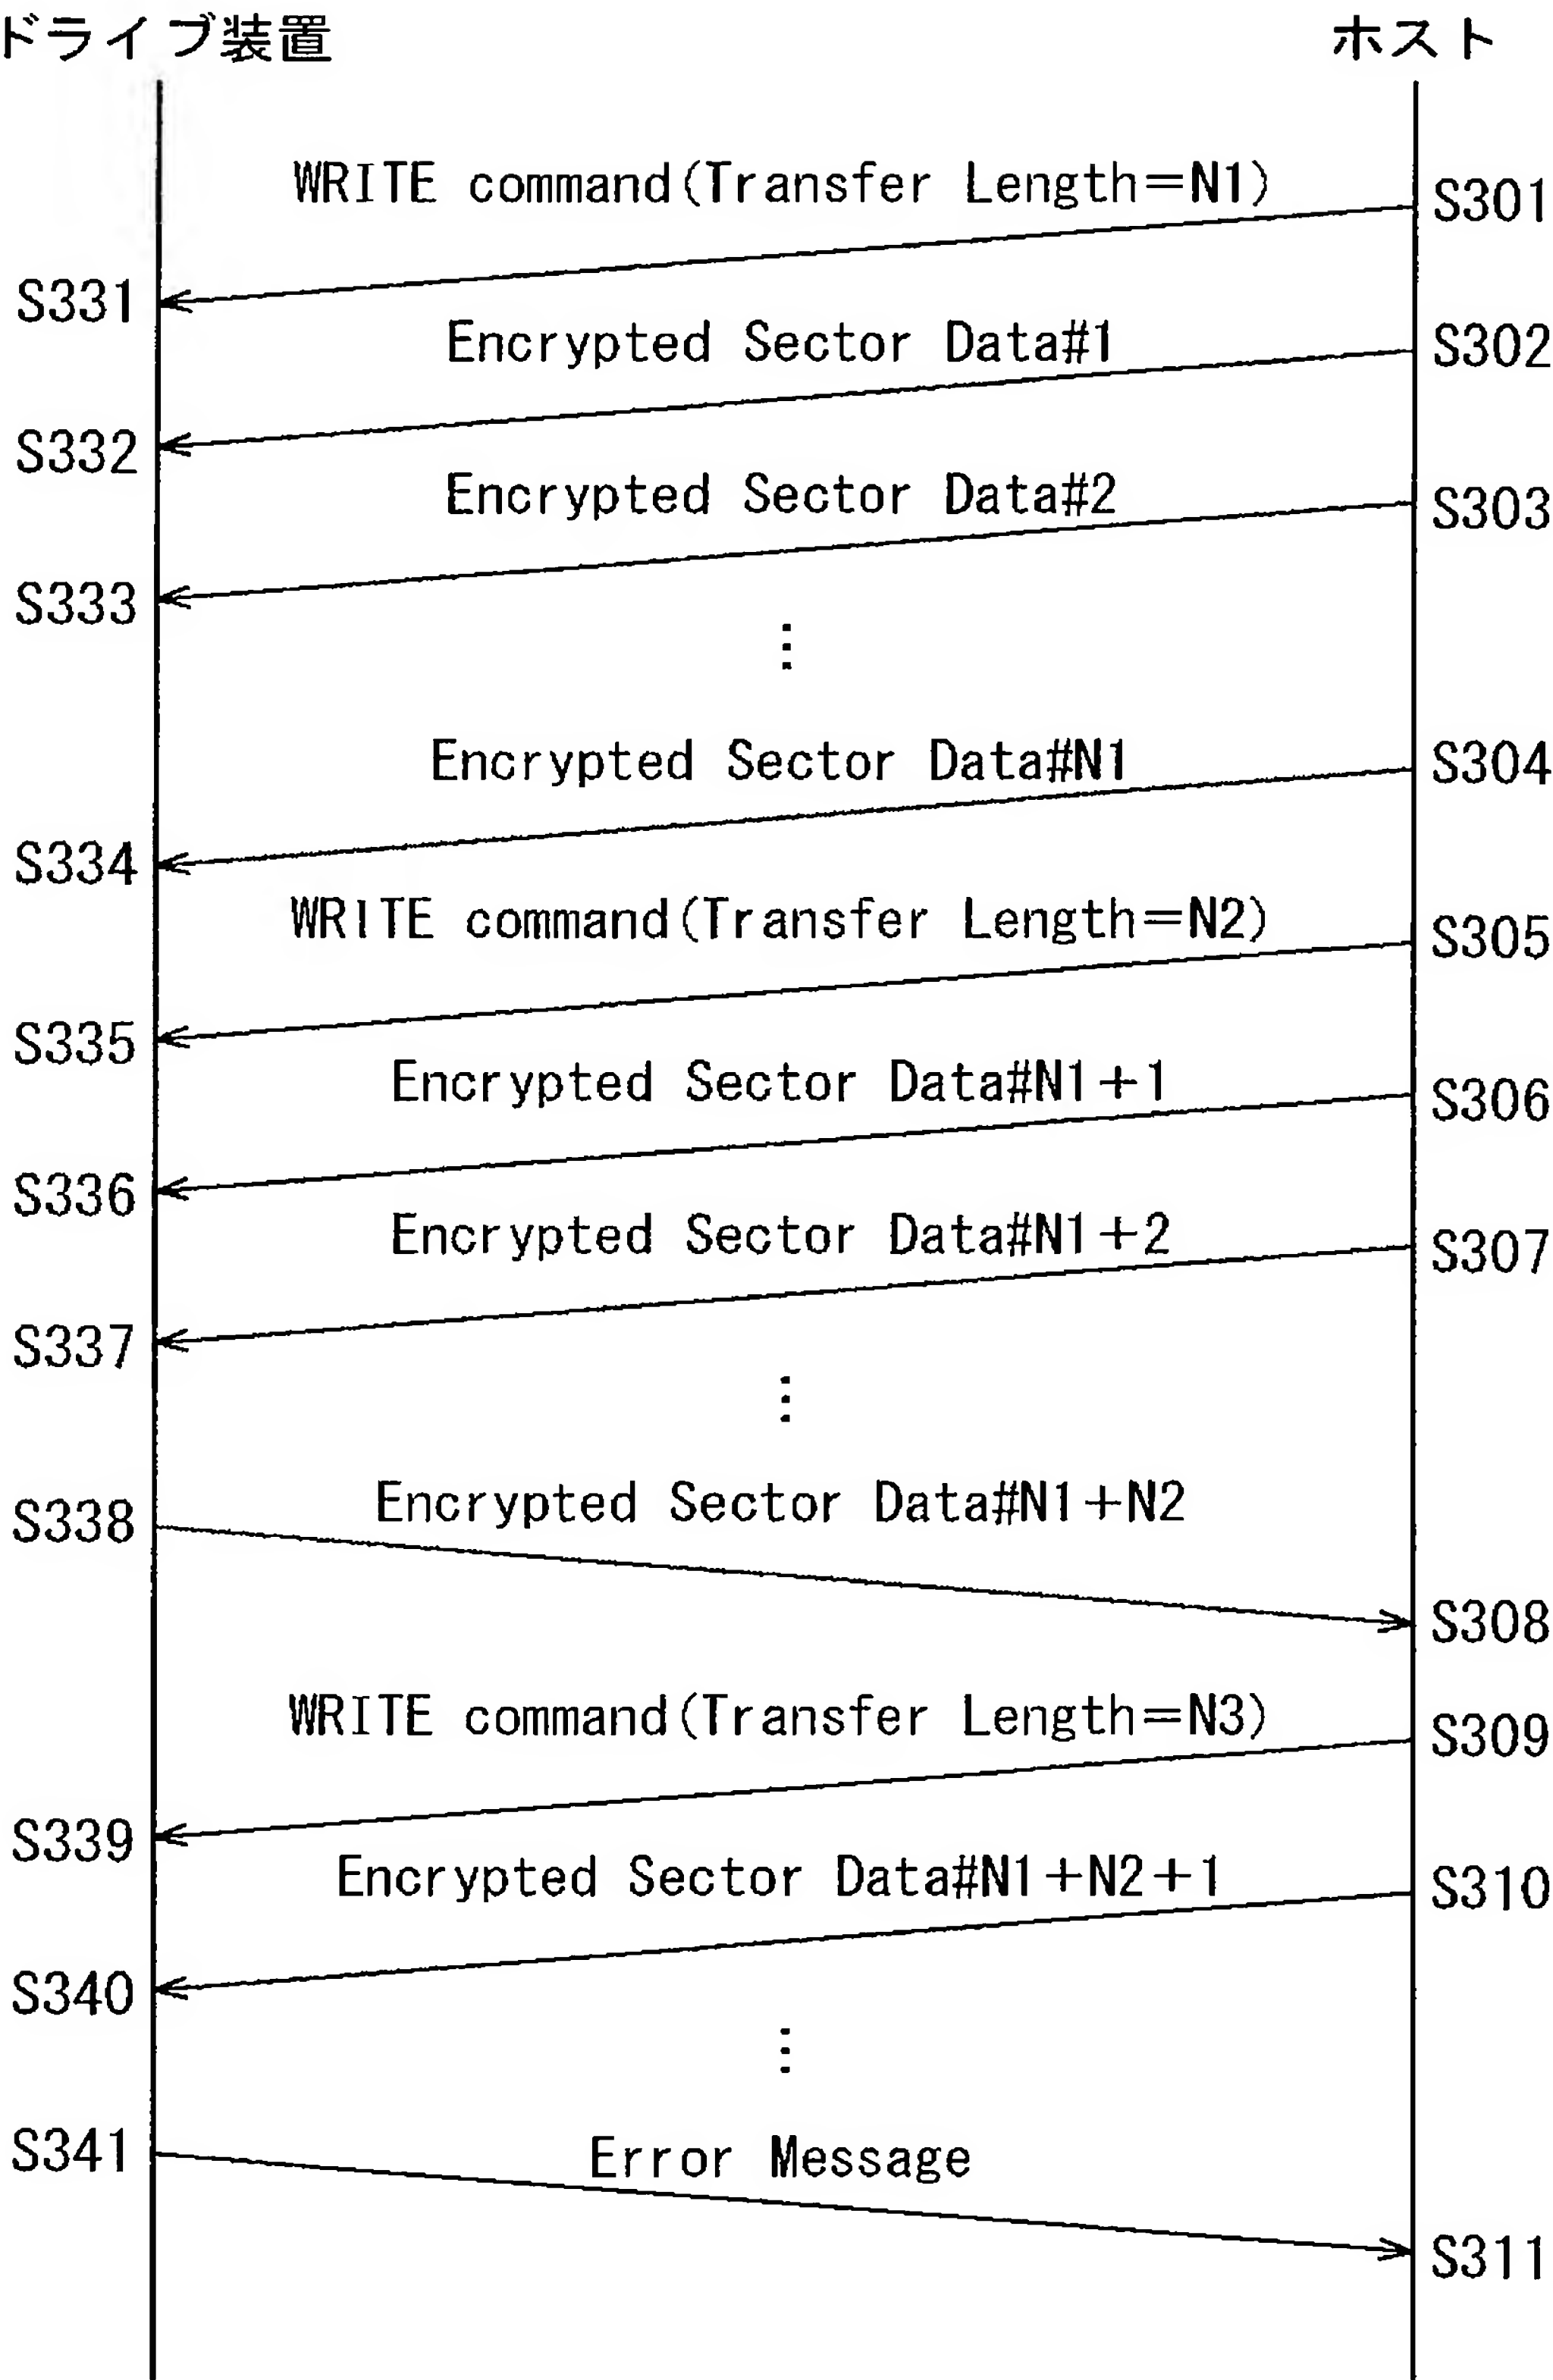 ドライブ装置 ホスト
WRITE command(Transfer Length=N1) S301
S331
Encrypted Sector Data#1 S302
S332
Encrypted Sector Data#2 S303
S333
⋮
Encrypted Sector Data#N1 S304
S334
WRITE command(Transfer Length=N2) S305
S335
Encrypted Sector Data#N1+1 S306
S336
Encrypted Sector Data#N1+2 S307
S337
⋮
S338 Encrypted Sector Data#N1+N2
S308
WRITE command(Transfer Length=N3) S309
S339
Encrypted Sector Data#N1+N2+1 S310
S340
⋮
S341 Error Message
S311